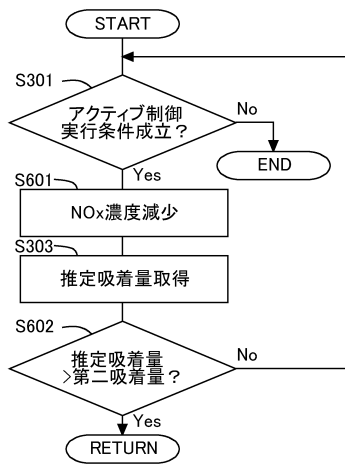 START
S301
アクティブ制御
実行条件成立？
No
END
Yes
S601
NOx濃度減少
S303
推定吸着量取得
S602
推定吸着量
>第二吸着量？
No
Yes
RETURN